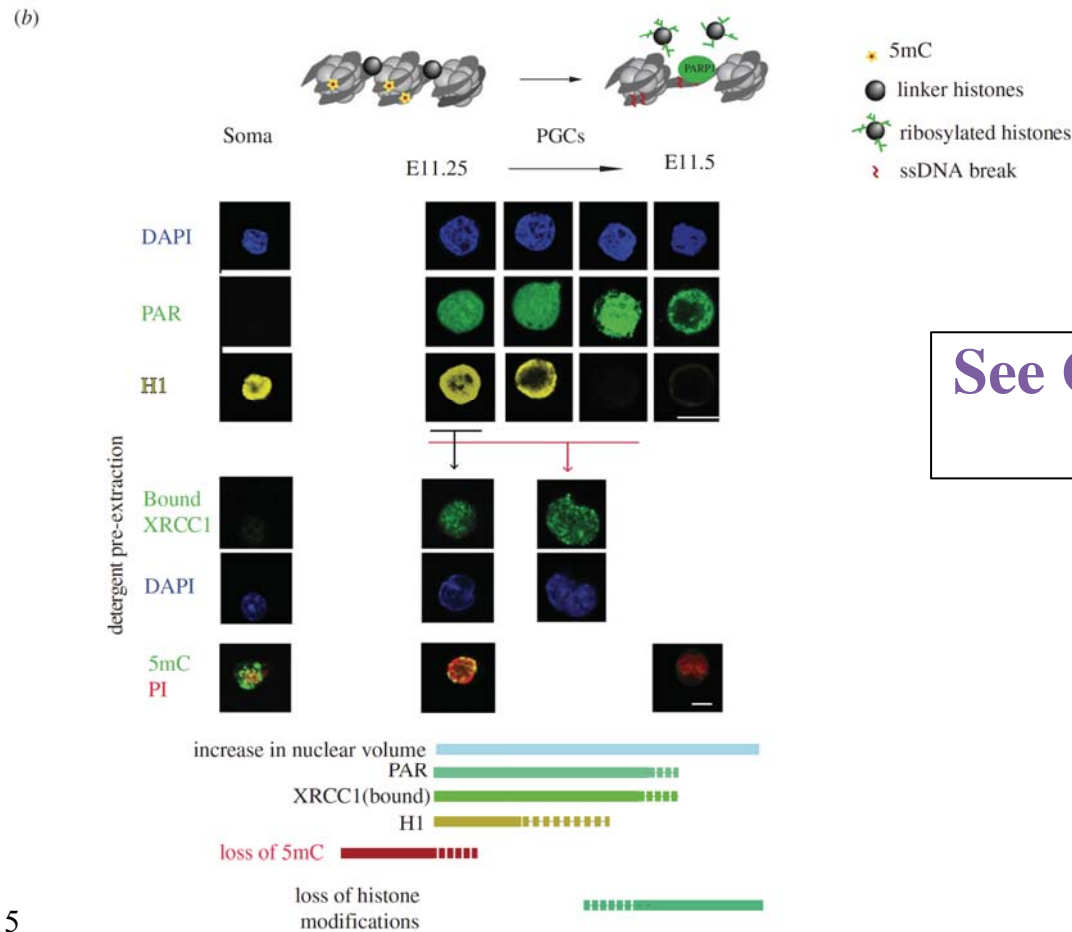 (b)
PARP1
5mC
linker histones
ribosylated histones
ssDNA break
Soma
PGCs
E11.25
E11.5
DAPI
PAR
H1
detergent pre-extraction
Bound
XRCC1
DAPI
5mC
PI
See
increase in nuclear volume
PAR
XRCC1(bound)
H1
loss of 5mC
loss of histone
modifications
5